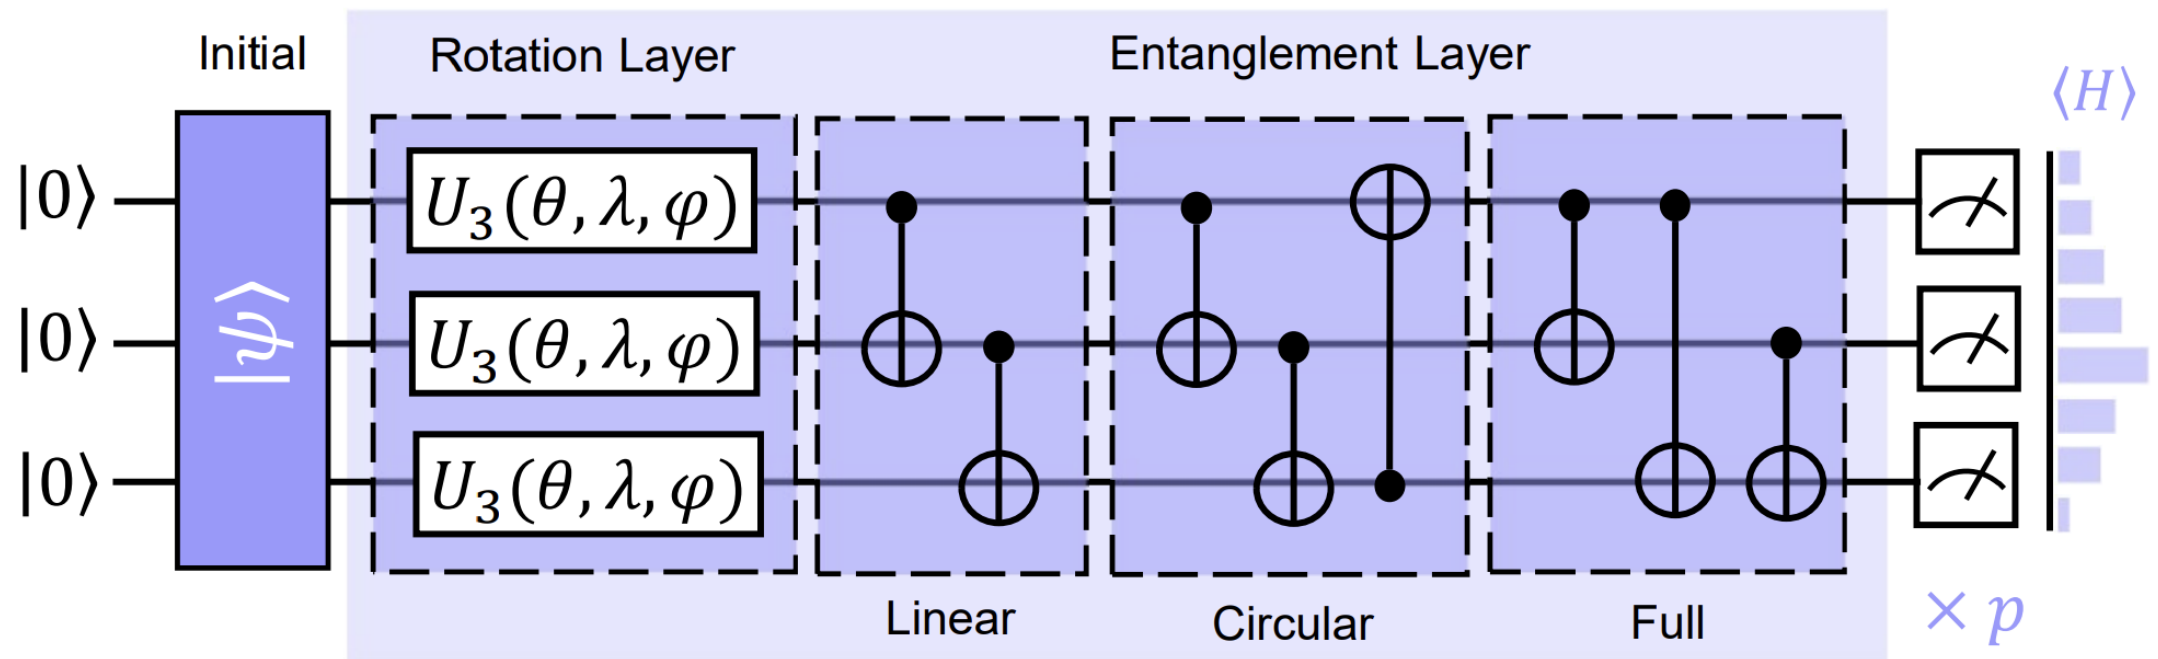 Initial
Rotation Layer
Entanglement Layer
⟨H⟩
|0⟩
|0⟩
|0⟩
|ψ⟩
U₃(θ, λ, φ)
U₃(θ, λ, φ)
U₃(θ, λ, φ)
Linear
Circular
Full
× p